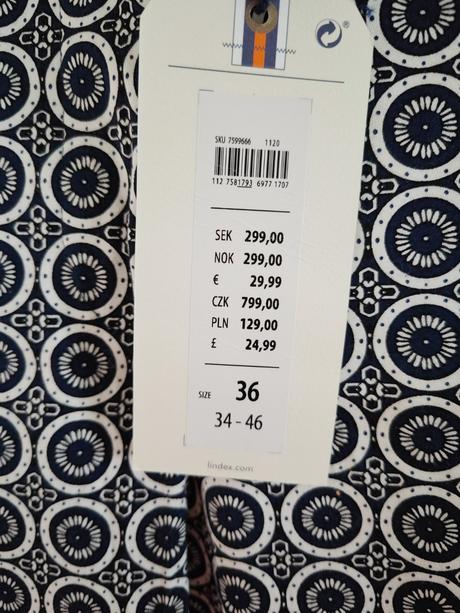 ®
SKU 7599666 1120
112 7581793 6977 1707
SEK 299,00
NOK 299,00
€ 29,99
CZK 799,00
PLN 129,00
£ 24,99
SIZE 36
34 - 46
lindex.com